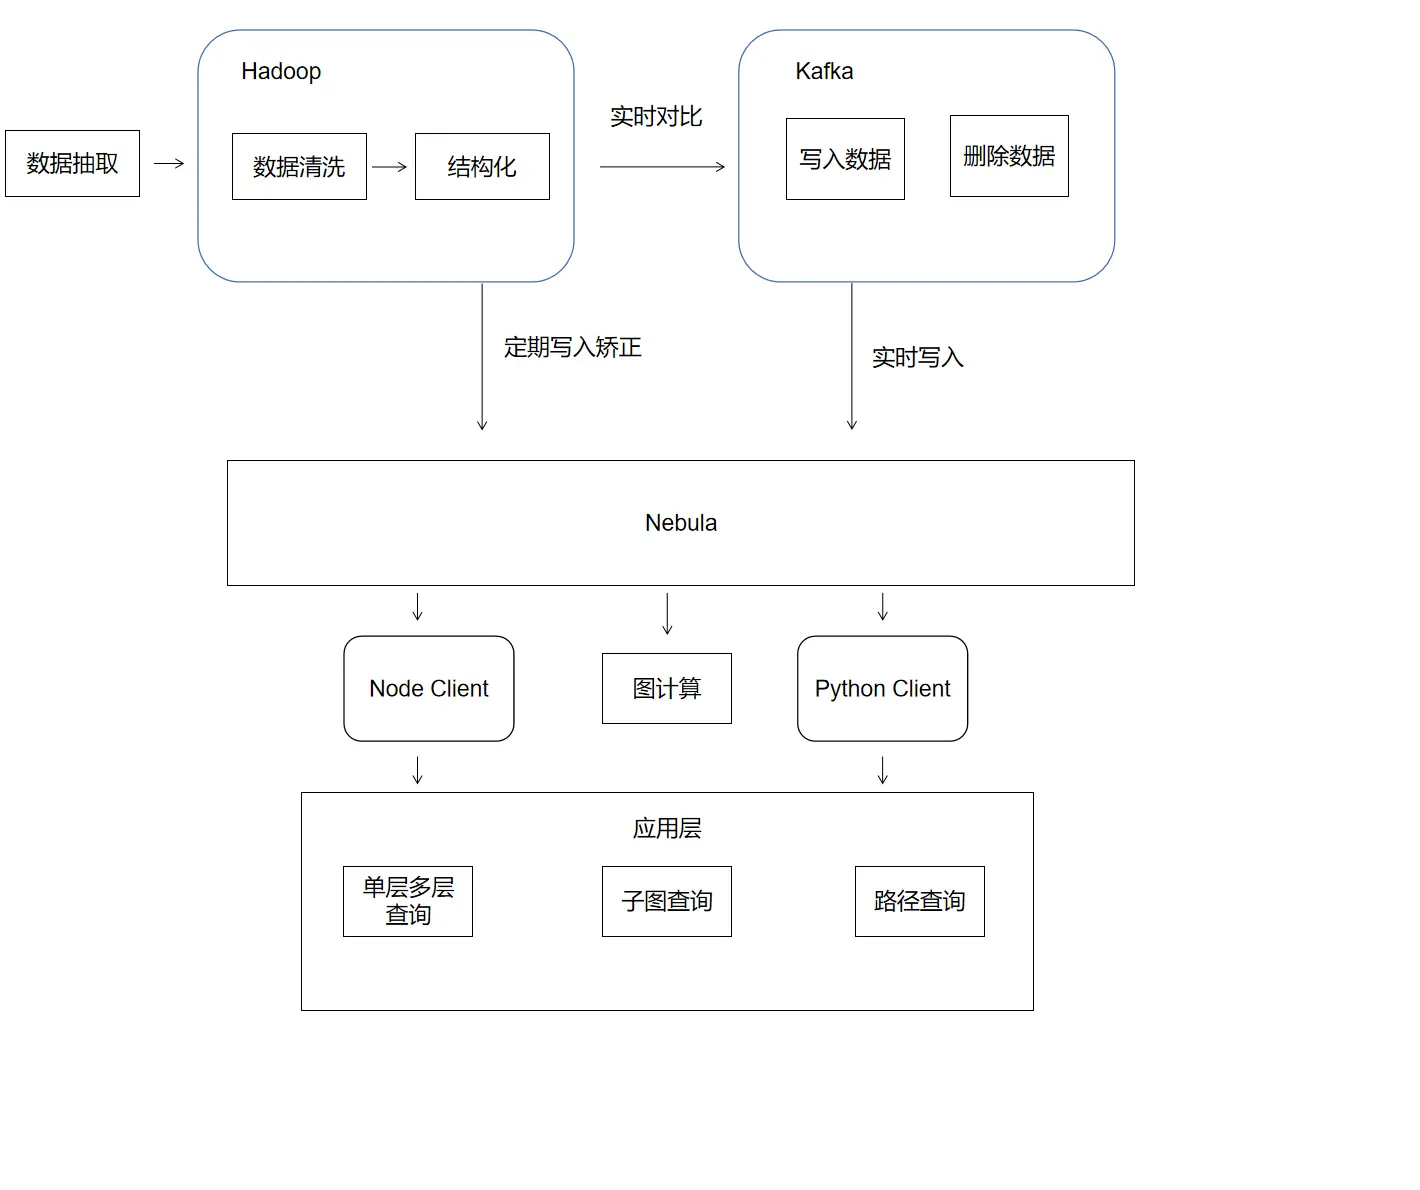 Hadoop
Kafka
实时对比
数据抽取
数据清洗
结构化
写入数据
删除数据
定期写入矫正
实时写入
Nebula
Node Client
图计算
Python Client
应用层
单层多层
查询
子图查询
路径查询